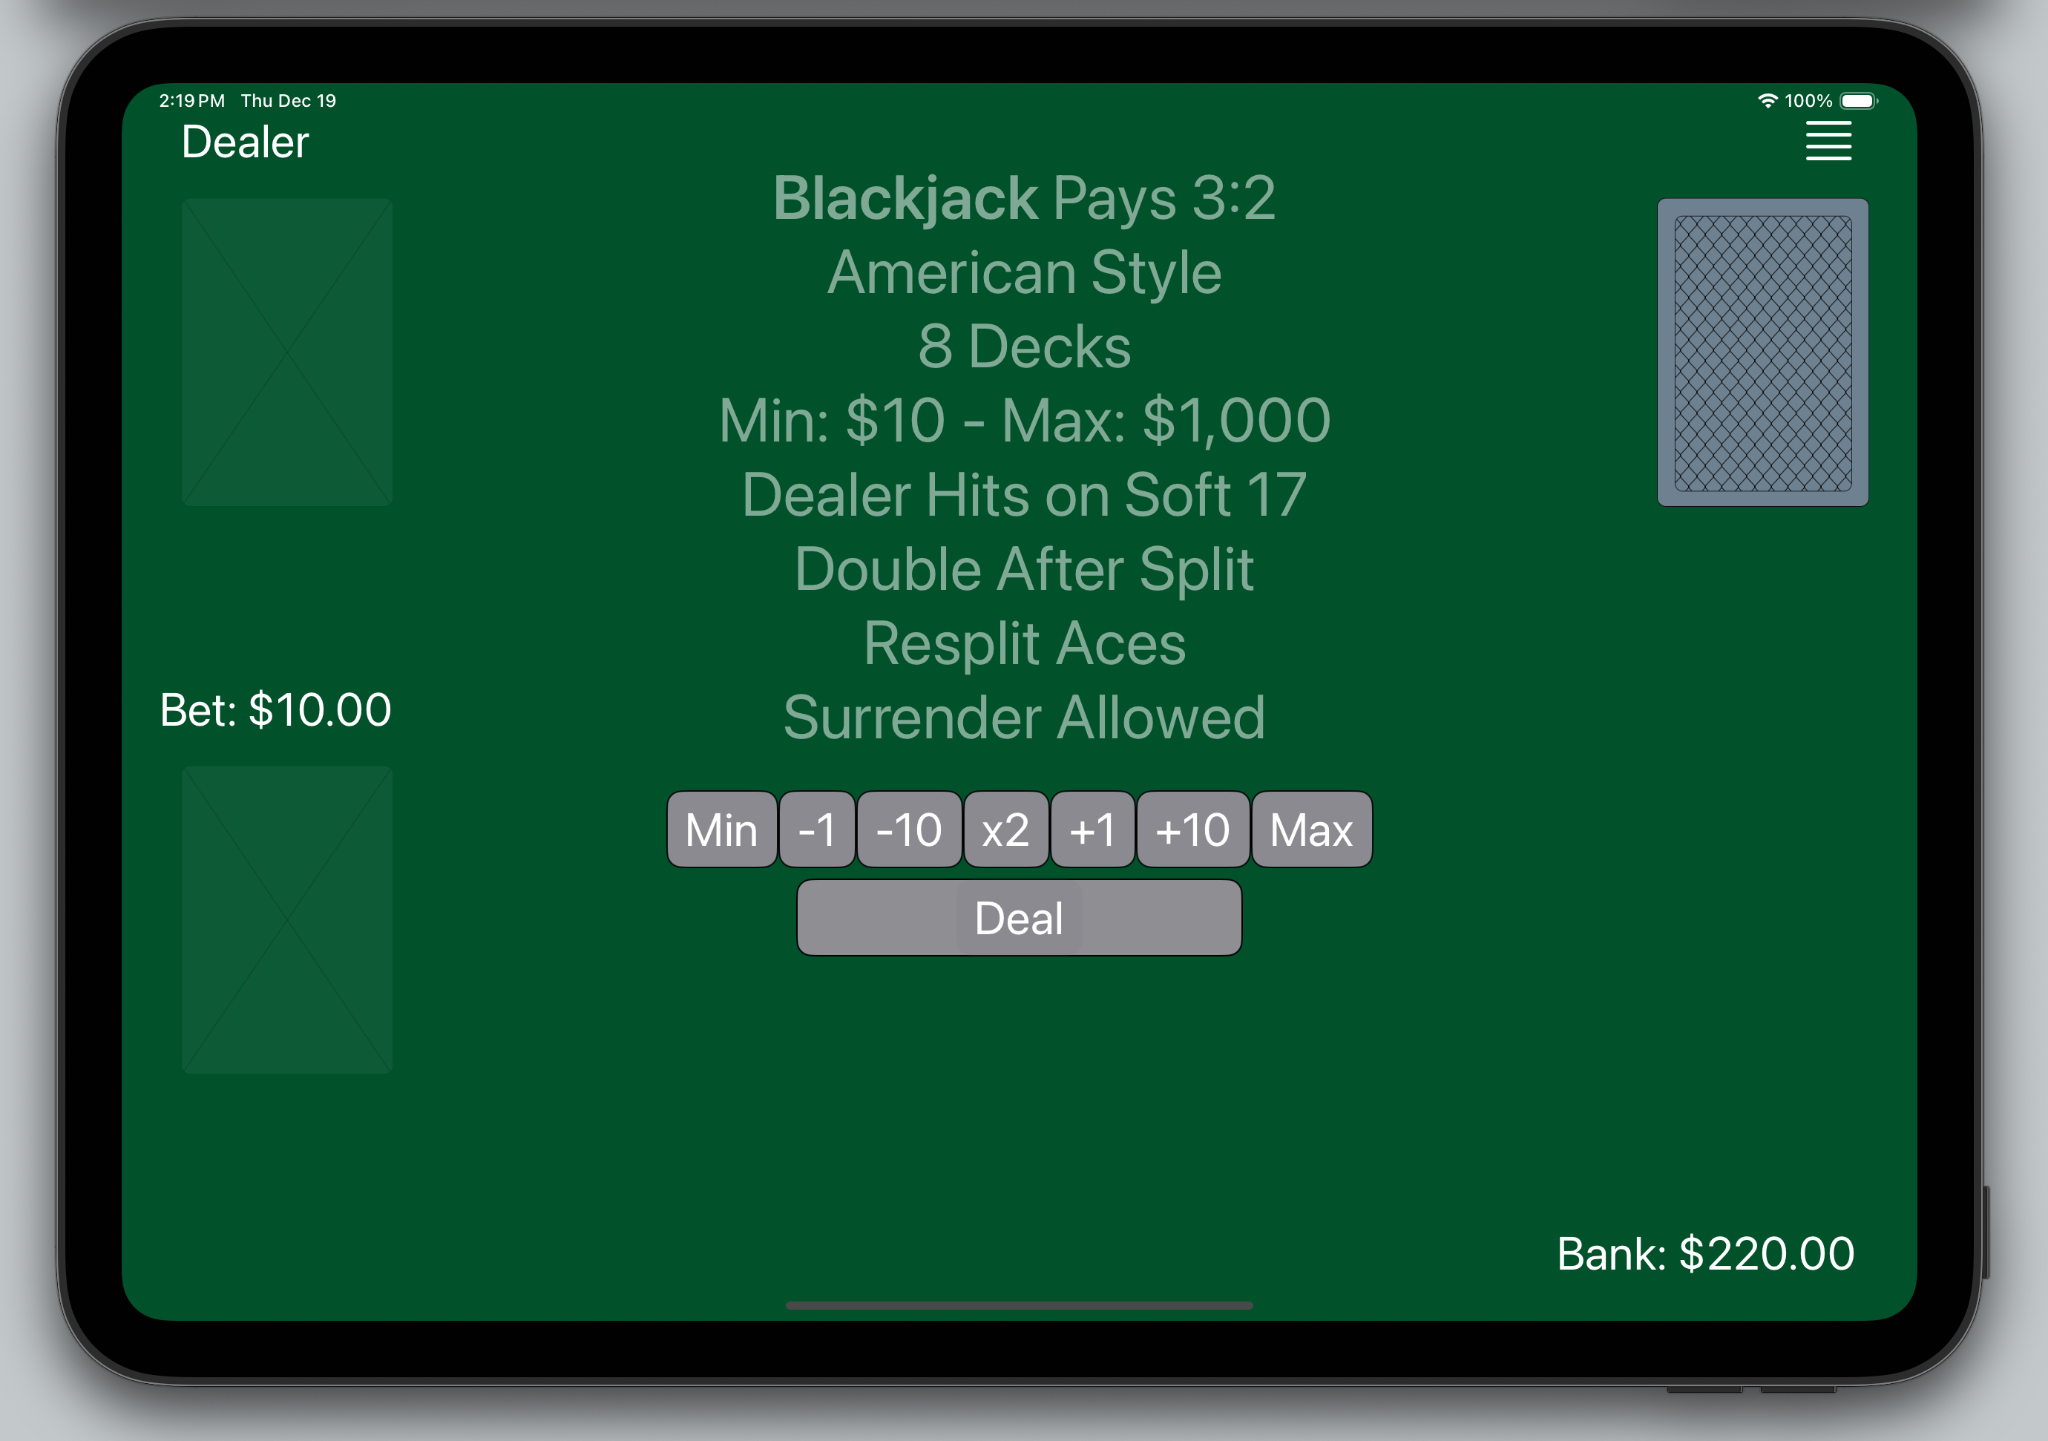 2:19 PM Thu Dec 19
100%
Dealer
Blackjack Pays 3:2
American Style
8 Decks
Min: $10 - Max: $1,000
Dealer Hits on Soft 17
Double After Split
Resplit Aces
Surrender Allowed
Bet: $10.00
Min -1 -10 x2 +1 +10 Max
Deal
Bank: $220.00